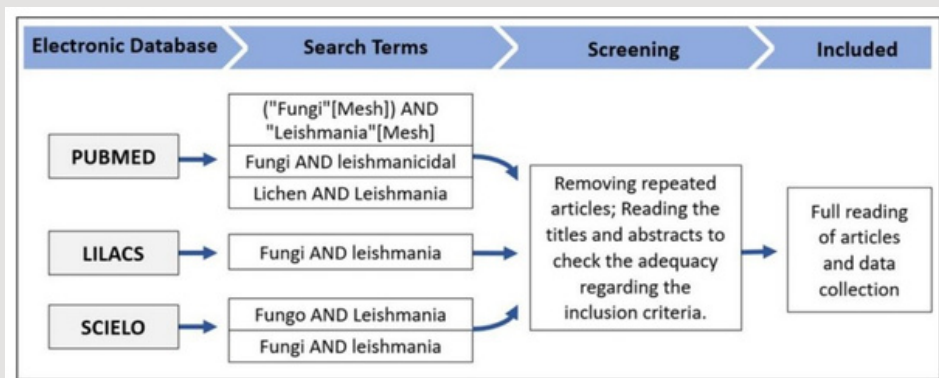 Electronic Database
Search Terms
Screening
Included
PUBMED
("Fungi"[Mesh]) AND
"Leishmania"[Mesh]
Fungi AND leishmanicidal
Lichen AND Leishmania
LILACS
Fungi AND leishmania
SCIELO
Fungo AND Leishmania
Fungi AND leishmania
Removing repeated
articles; Reading the
titles and abstracts to
check the adequacy
regarding the
inclusion criteria.
Full reading
of articles
and data
collection